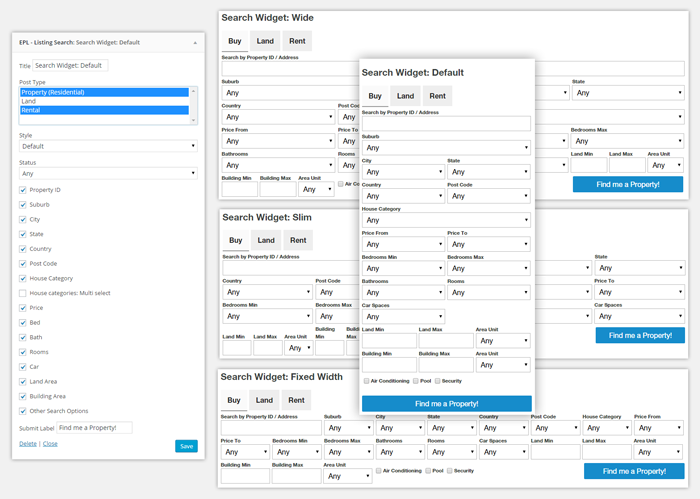 EPL - Listing Search: Search Widget: Default
Title Search Widget: Default
Post Type
Property (Residential)
Land
Rental
Style
Default
Status
Any
Property ID
Suburb
City
State
Country
Post Code
House Category
House categories: Multi select
Price
Bed
Bath
Rooms
Car
Land Area
Building Area
Other Search Options
Submit Label Find me a Property!
Delete | Close
Save
Search Widget: Wide
Buy Land Rent
Search by Property ID / Address
Suburb State
Any Any
Country Post Code
Any Any
Price From Price To Bedrooms Max
Any Any Any
Bathrooms Rooms Land Min Land Max Area Unit
Any Any Any
Building Min Building Max Area Unit
Any Air Co
Find me a Property!
Search Widget: Default
Buy Land Rent
Search by Property ID / Address
Suburb
Any
City State
Any Any
Country Post Code
Any Any
House Category
Any
Price From Price To
Any Any
Bedrooms Min Bedrooms Max
Any Any
Bathrooms Rooms
Any Any
Car Spaces
Any
Land Min Land Max Area Unit
Any
Building Min Building Max Area Unit
Any
Air Conditioning Pool Security
Find me a Property!
Search Widget: Slim
Buy Land Rent
Search by Property ID / Address State
Any
Country Post Code Price To
Any Any Any
Bedrooms Min Bedrooms Max Car Spaces
Any Any Any
Land Min Land Max Area Unit Building Min Buildi Max
Any
Find me a Property!
Search Widget: Fixed Width
Buy Land Rent
Search by Property ID / Address Suburb City State Country Post Code House Category Price From
Any Any Any Any Any Any Any
Price To Bedrooms Min Bedrooms Max Bathrooms Rooms Car Spaces Land Min Land Max Area Unit
Any Any Any Any Any Any Any
Building Min Building Max Area Unit
Any Air Conditioning Pool Security
Find me a Property!